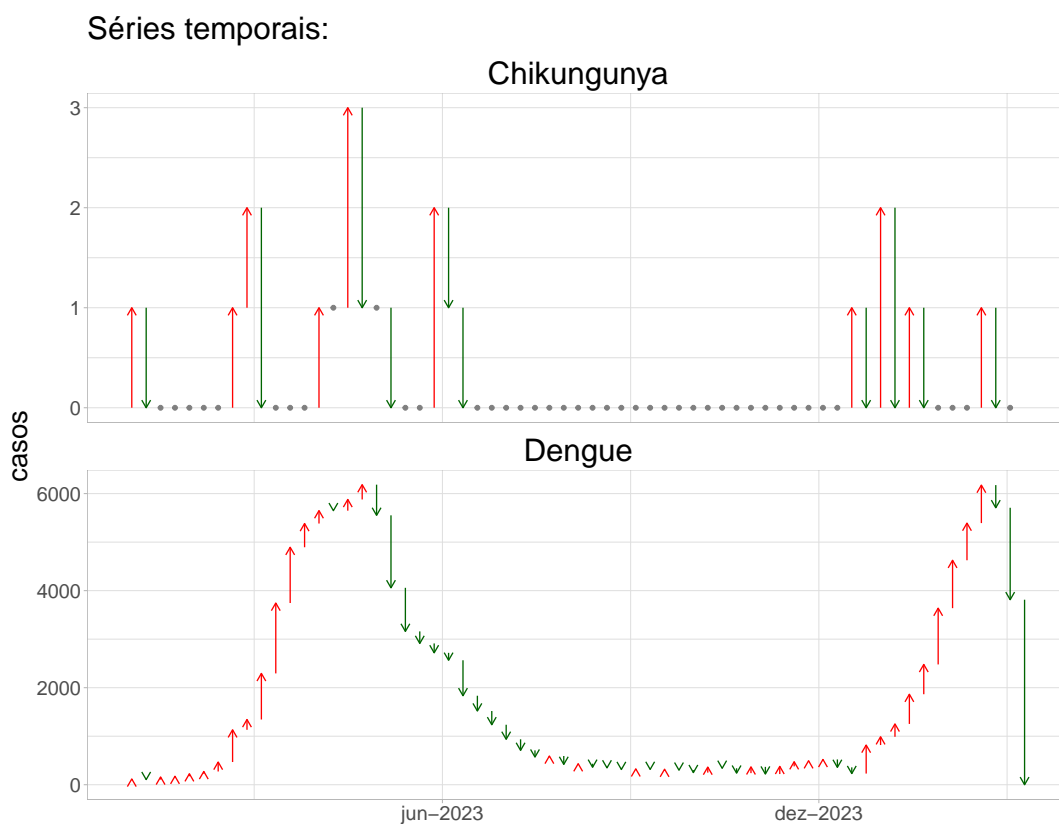 Séries temporais:
Chikungunya
3
2
1
0
casos
Dengue
6000
4000
2000
0
jun−2023
dez−2023